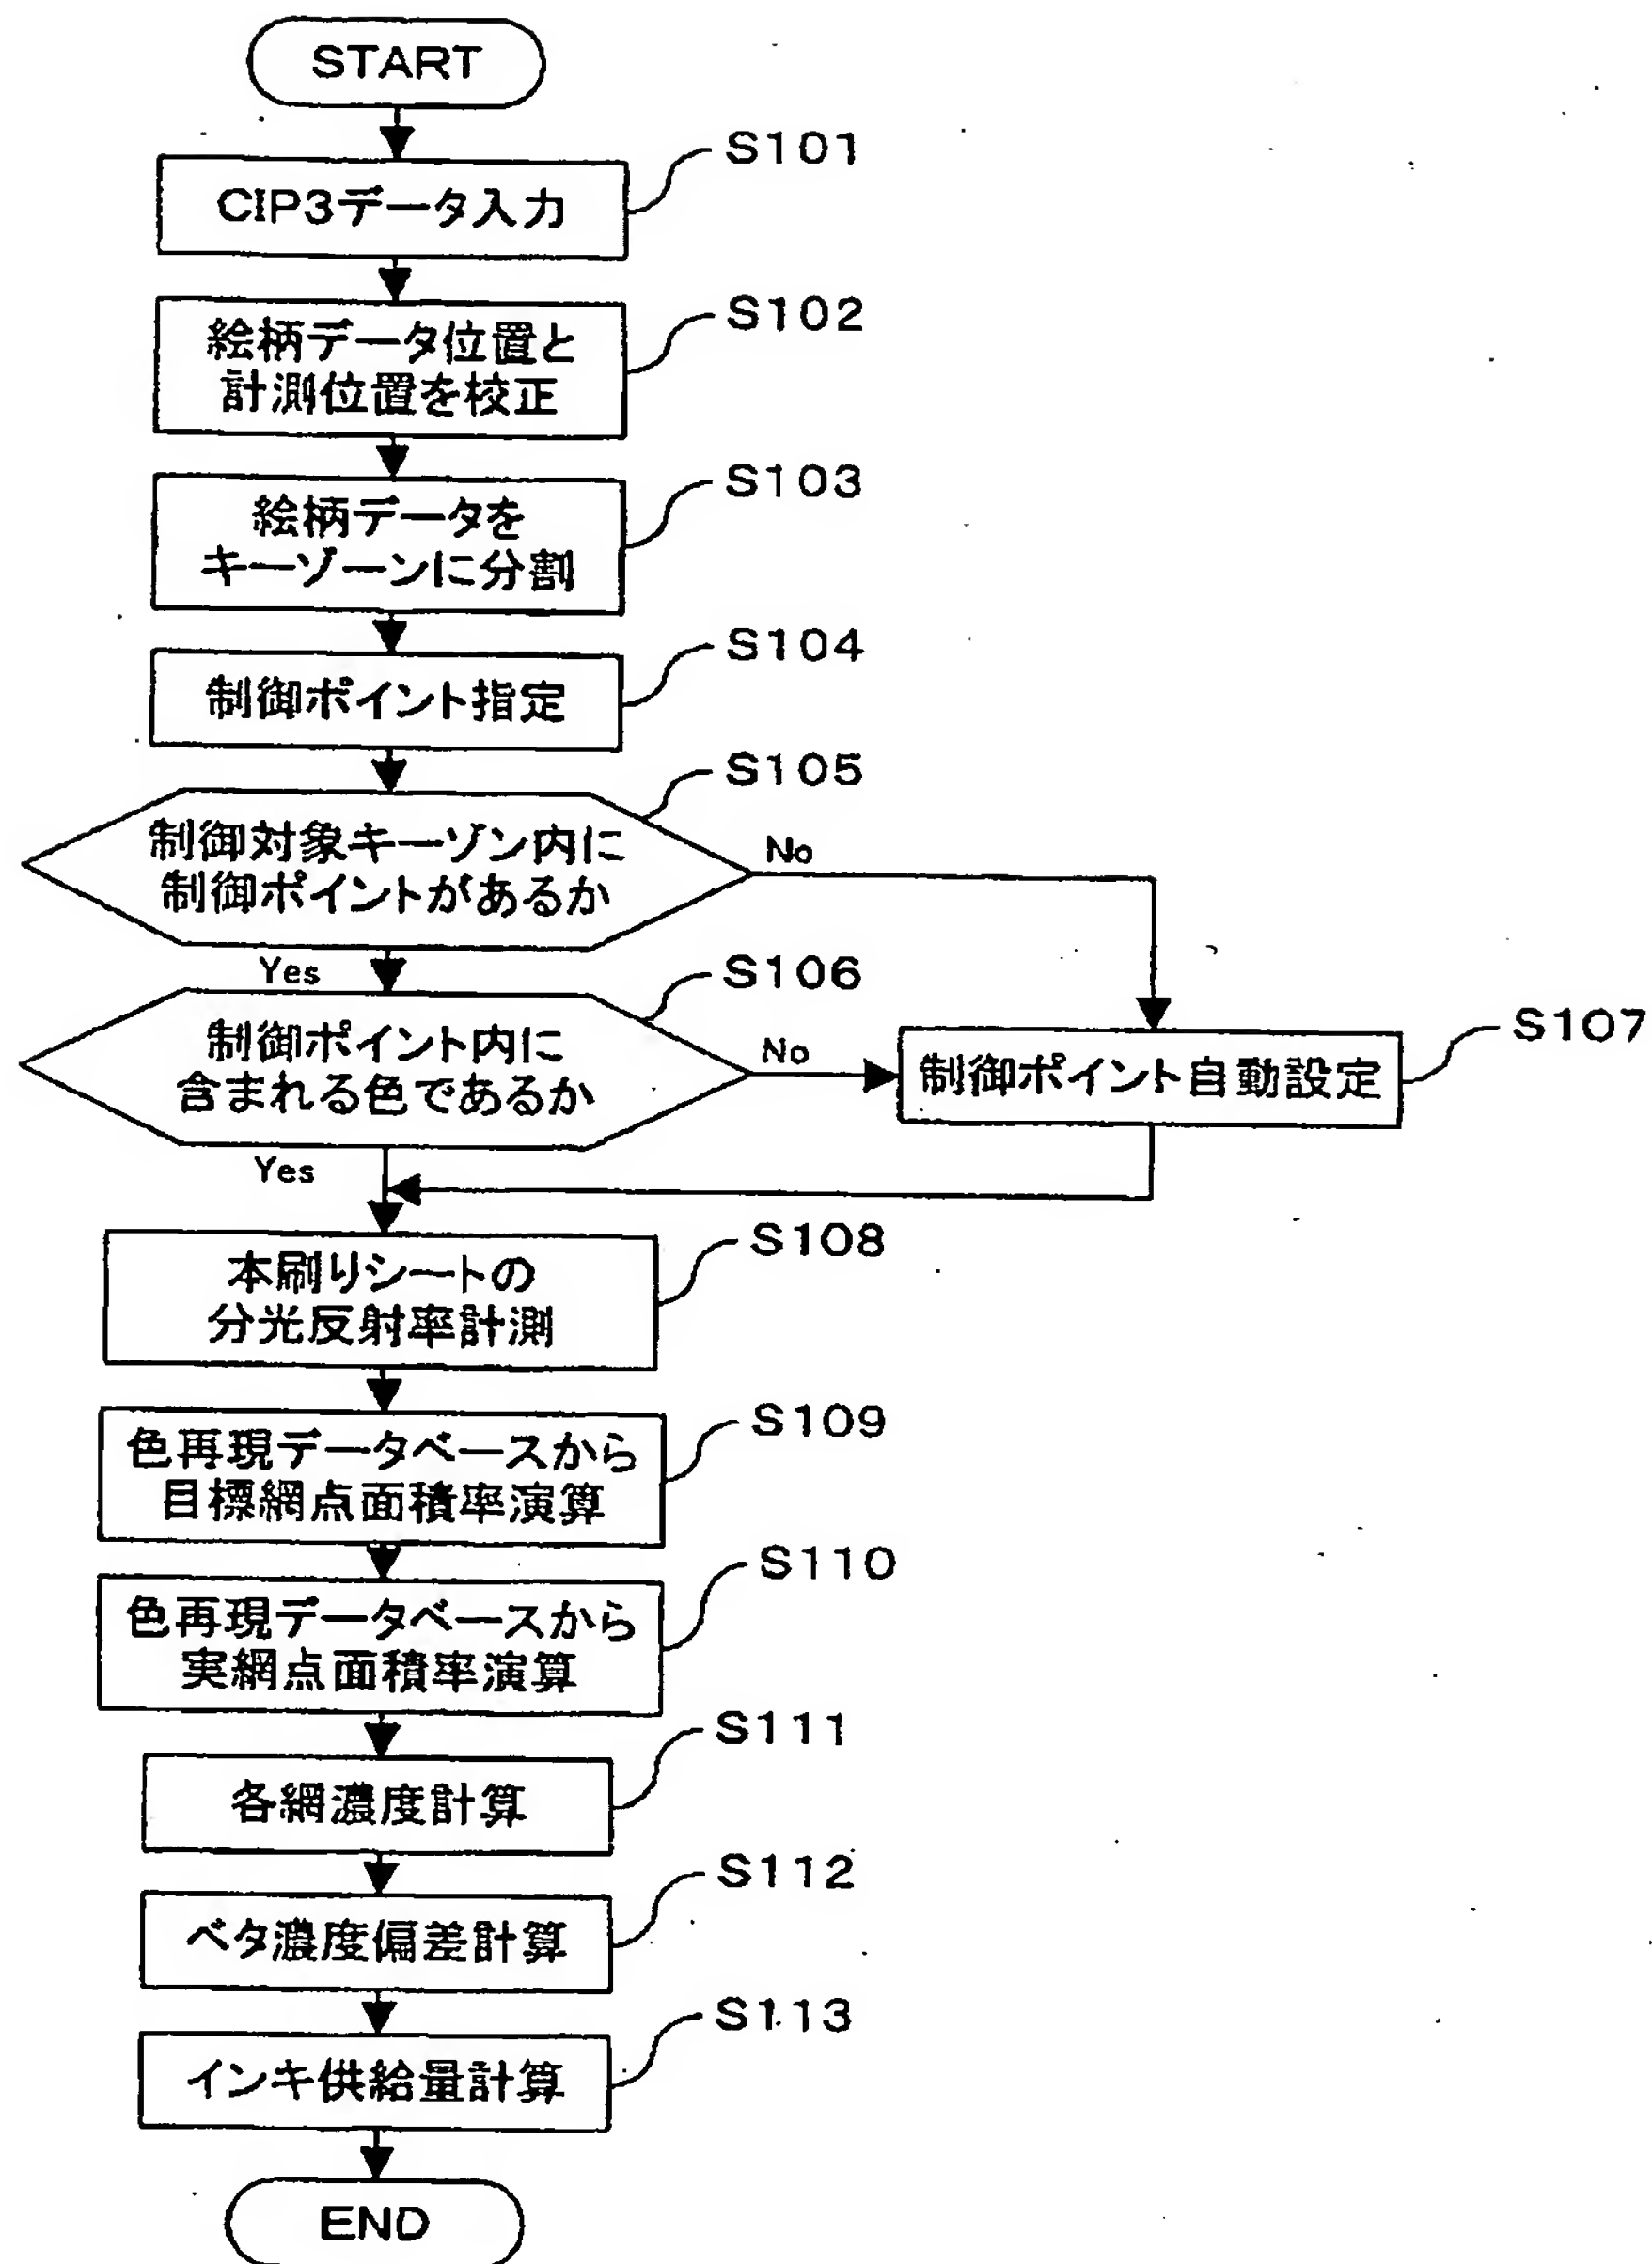 START
S101
CIP3データ入力
S102
絵柄データ位置と
計測位置を校正
S103
絵柄データを
キーゾーンに分割
S104
制御ポイント指定
S105
制御対象キーゾン内に
制御ポイントがあるか
No
Yes
S106
制御ポイント内に
含まれる色であるか
No
S107
制御ポイント自動設定
Yes
S108
本刷りシートの
分光反射率計測
S109
色再現データベースから
目標網点面積率演算
S110
色再現データベースから
実網点面積率演算
S111
各網濃度計算
S112
ベタ濃度偏差計算
S113
インキ供給量計算
END